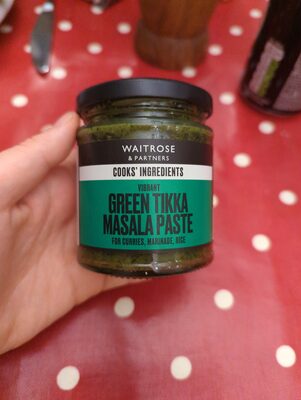 WAITROSE
& PARTNERS
COOKS' INGREDIENTS
VIBRANT
GREEN TIKKA
MASALA PASTE
FOR CURRIES, MARINADE, RICE